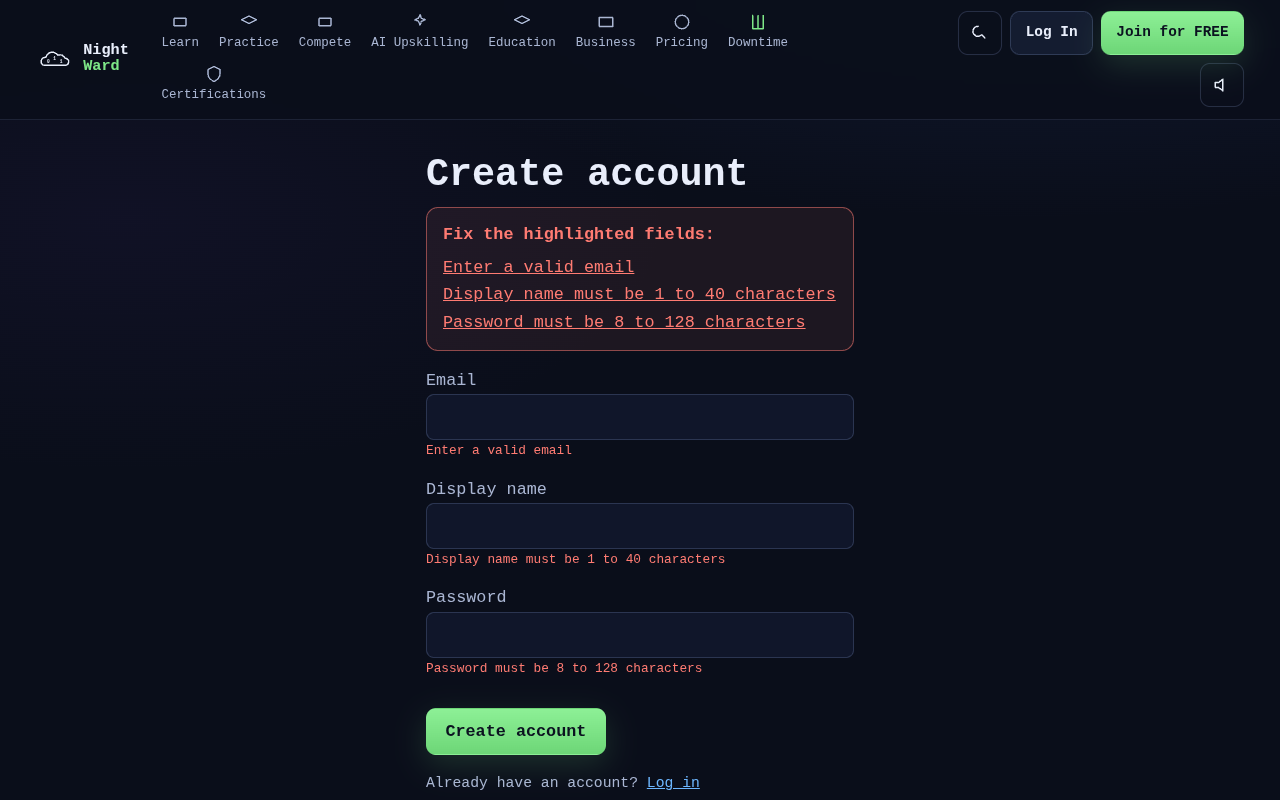 Night
Ward
Learn
Practice
Compete
AI Upskilling
Education
Business
Pricing
Downtime
Certifications
Log In
Join for FREE
Create account
Fix the highlighted fields:
Enter a valid email
Display name must be 1 to 40 characters
Password must be 8 to 128 characters
Email
Enter a valid email
Display name
Display name must be 1 to 40 characters
Password
Password must be 8 to 128 characters
Create account
Already have an account? Log in